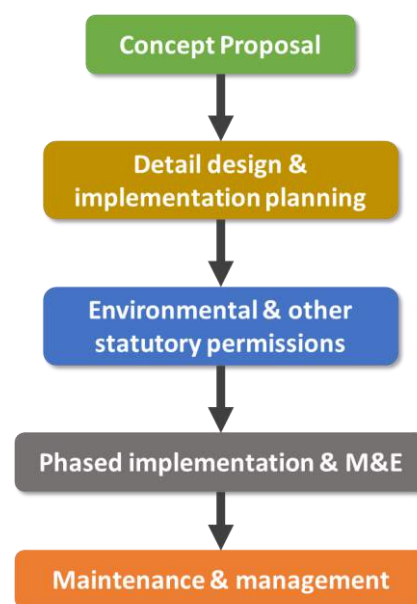 Concept Proposal
Detail design &
implementation planning
Environmental & other
statutory permissions
Phased implementation & M&E
Maintenance & management